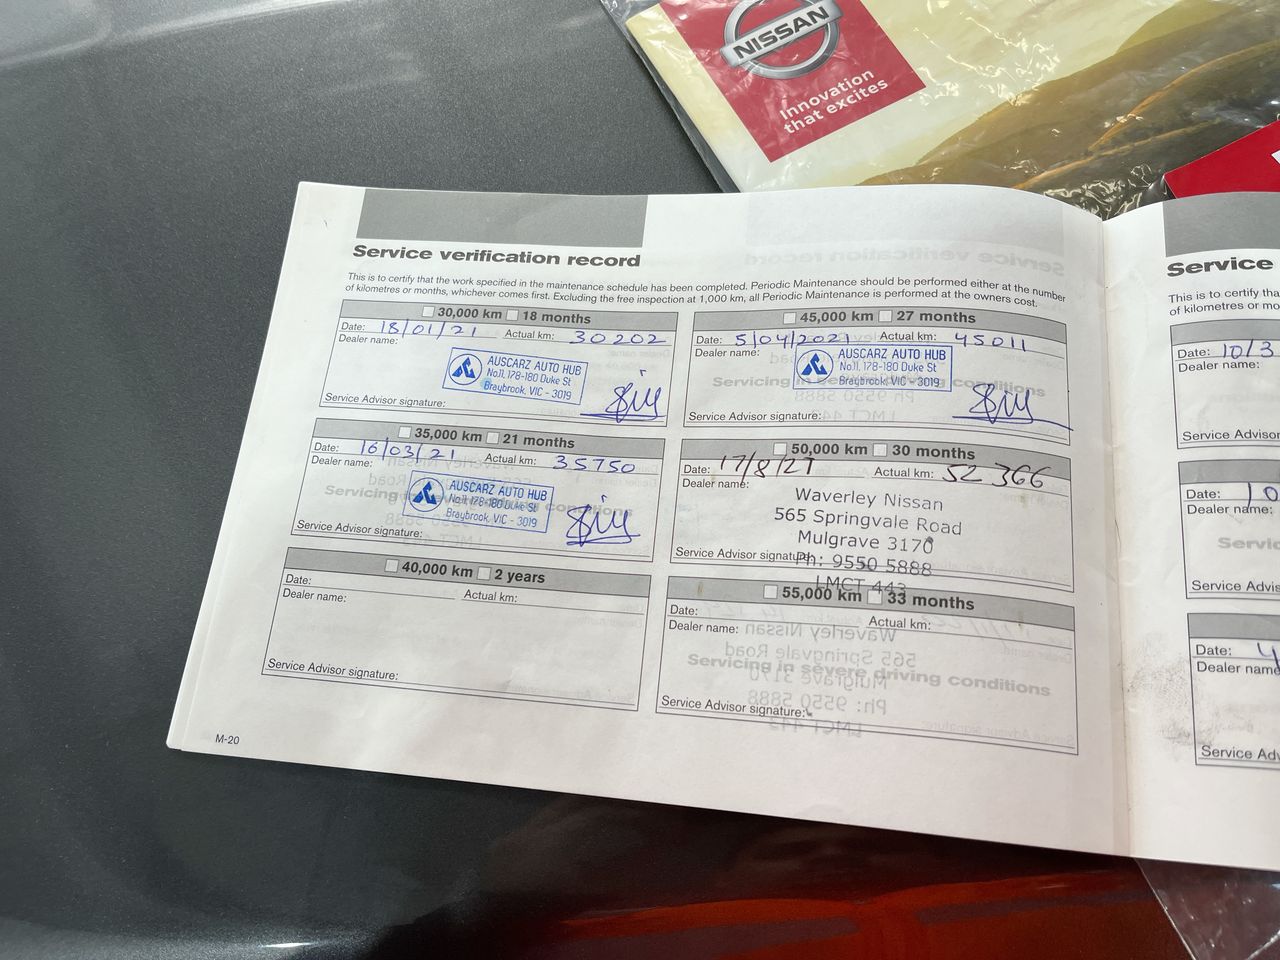 NISSAN
Innovation
that excites
Service verification record
This is to certify that the work specified in the maintenance schedule has been completed. Periodic Maintenance should be performed either at the number
of kilometres or months, whichever comes first. Excluding the free inspection at 1,000 km, all Periodic Maintenance is performed at the owners cost.
30,000 km 18 months
Date: 18/01/21 Actual km: 30202
Dealer name:
AUSCARZ AUTO HUB
No.11, 178-180 Duke St
Braybrook, VIC - 3019
Service Advisor signature:
35,000 km 21 months
Date: 16/03/21 Actual km: 35750
Dealer name:
AUSCARZ AUTO HUB
No.11, 178-180 Duke St
Braybrook, VIC - 3019
Service Advisor signature:
40,000 km 2 years
Date: Actual km:
Dealer name:
Service Advisor signature:
M-20
45,000 km 27 months
Date: 5/04/2021 Actual km: 45011
Dealer name:
AUSCARZ AUTO HUB
No.11, 178-180 Duke St
Braybrook, VIC - 3019
Service Advisor signature:
50,000 km 30 months
Date: 17/8/21 Actual km: 52 366
Dealer name:
Waverley Nissan
565 Springvale Road
Mulgrave 3170
Ph: 9550 5888
LMCT 443
Service Advisor signature:
55,000 km 33 months
Date: Actual km:
Dealer name:
Service Advisor signature:
Service
This is to certify tha
of kilometres or mo
Date: 10/3
Dealer name:
Service Advisor
Date: 10
Dealer name:
Service Advis
Date: 4
Dealer name
Service Adv